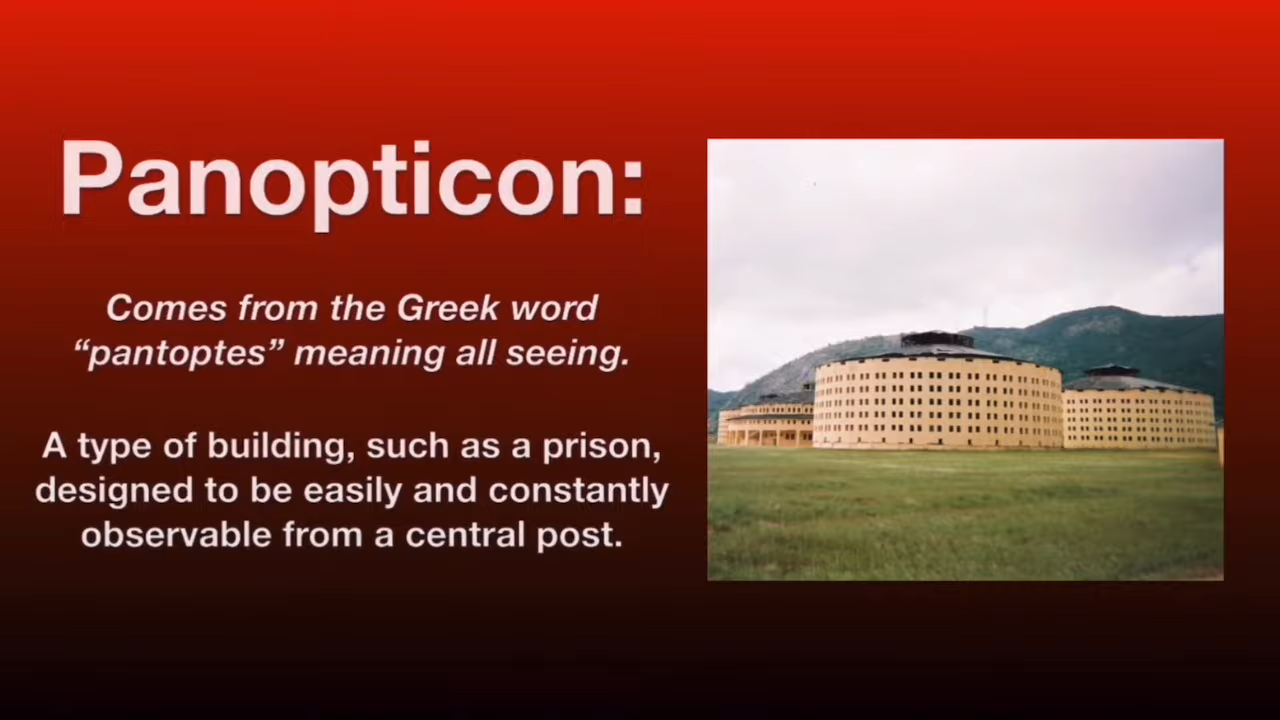 Panopticon:
Comes from the Greek word
“pantoptes” meaning all seeing.
A type of building, such as a prison,
designed to be easily and constantly
observable from a central post.